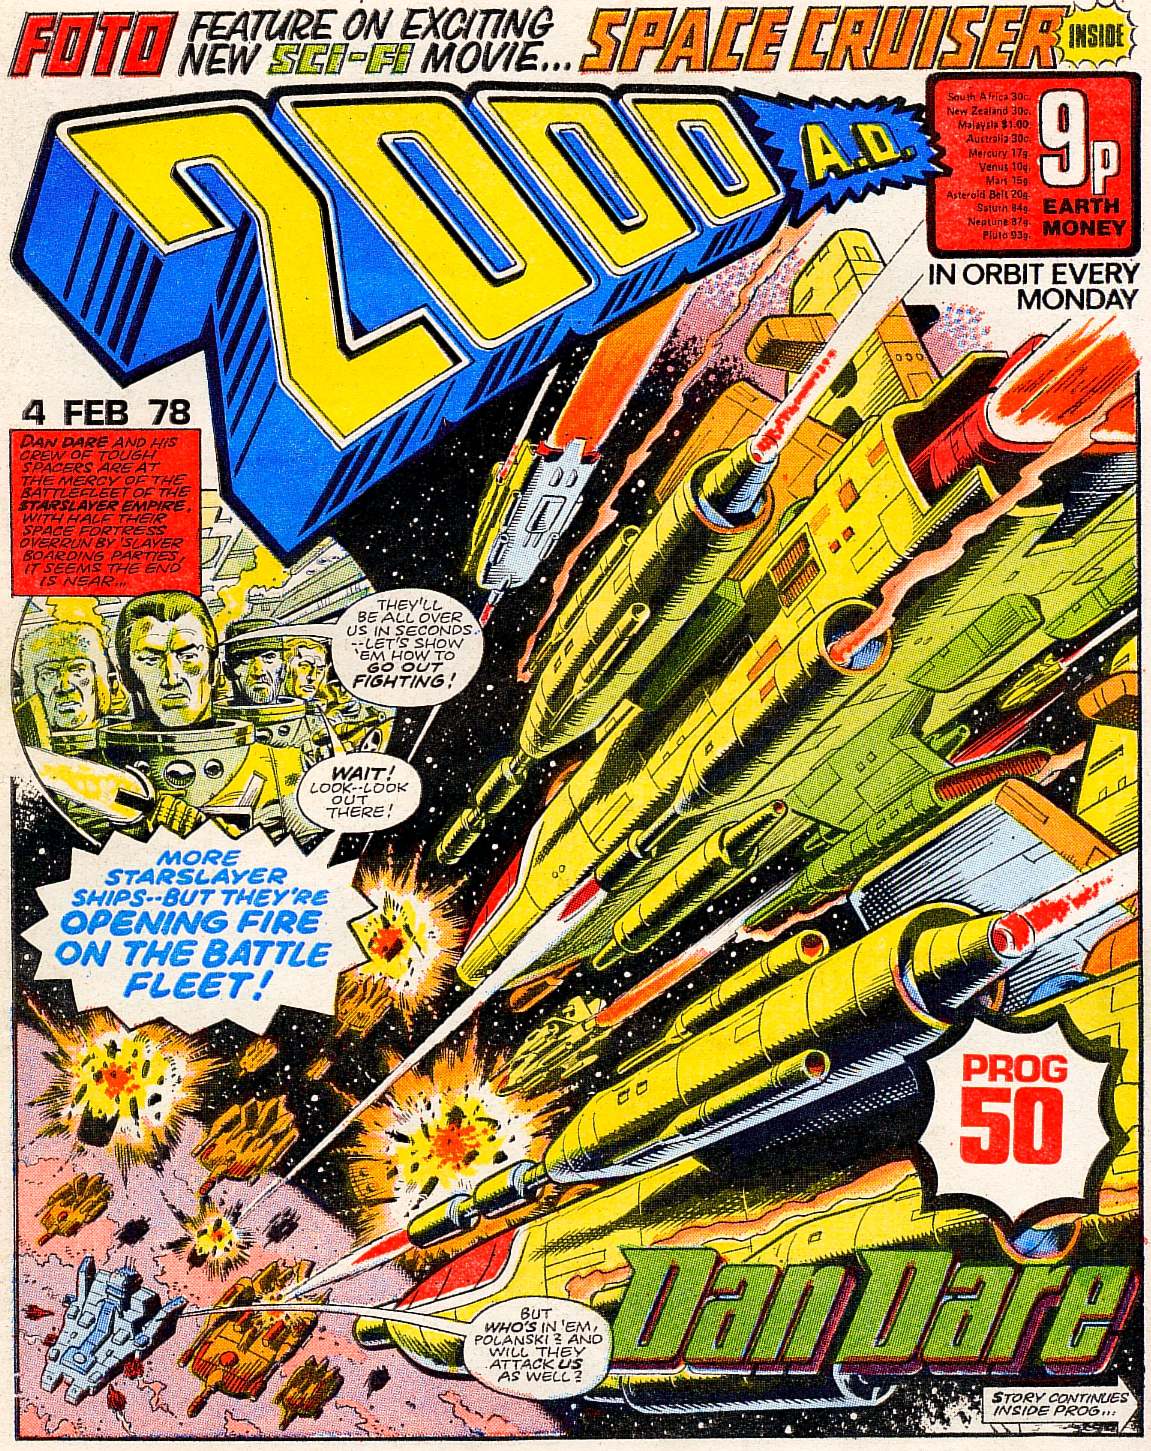 FOTO FEATURE ON EXCITING
NEW SCI-FI MOVIE... SPACE CRUISER
INSIDE
2000
A.D.
South Africa 30c.
New Zealand 30c.
Malaysia $1.00.
Australia 30c.
Mercury 17g.
Venus 10g.
Mars 15g.
Asteroid Belt 20g.
Saturn 84g.
Neptune 87g.
Pluto 93g.
9p
EARTH
MONEY
IN ORBIT EVERY
MONDAY
4 FEB 78
DAN DARE AND HIS
CREW OF TOUGH
SPACERS ARE AT
THE MERCY OF THE
BATTLEFLEET OF THE
STARSLAYER EMPIRE,
WITH HALF THEIR
SPACE FORTRESS
OVERRUN BY 'SLAYER
BOARDING PARTIES,
IT SEEMS THE END
IS NEAR...
THEY'LL
BE ALL OVER
US IN SECONDS.
--LET'S SHOW
'EM HOW TO
GO OUT
FIGHTING!
WAIT!
LOOK--LOOK
OUT
THERE!
MORE
STARSLAYER
SHIPS--BUT THEY'RE
OPENING FIRE
ON THE BATTLE
FLEET!
PROG
50
BUT
WHO'S IN 'EM,
POLANSKI? AND
WILL THEY
ATTACK US
AS WELL?
Dan Dare
STORY CONTINUES
INSIDE PROG...